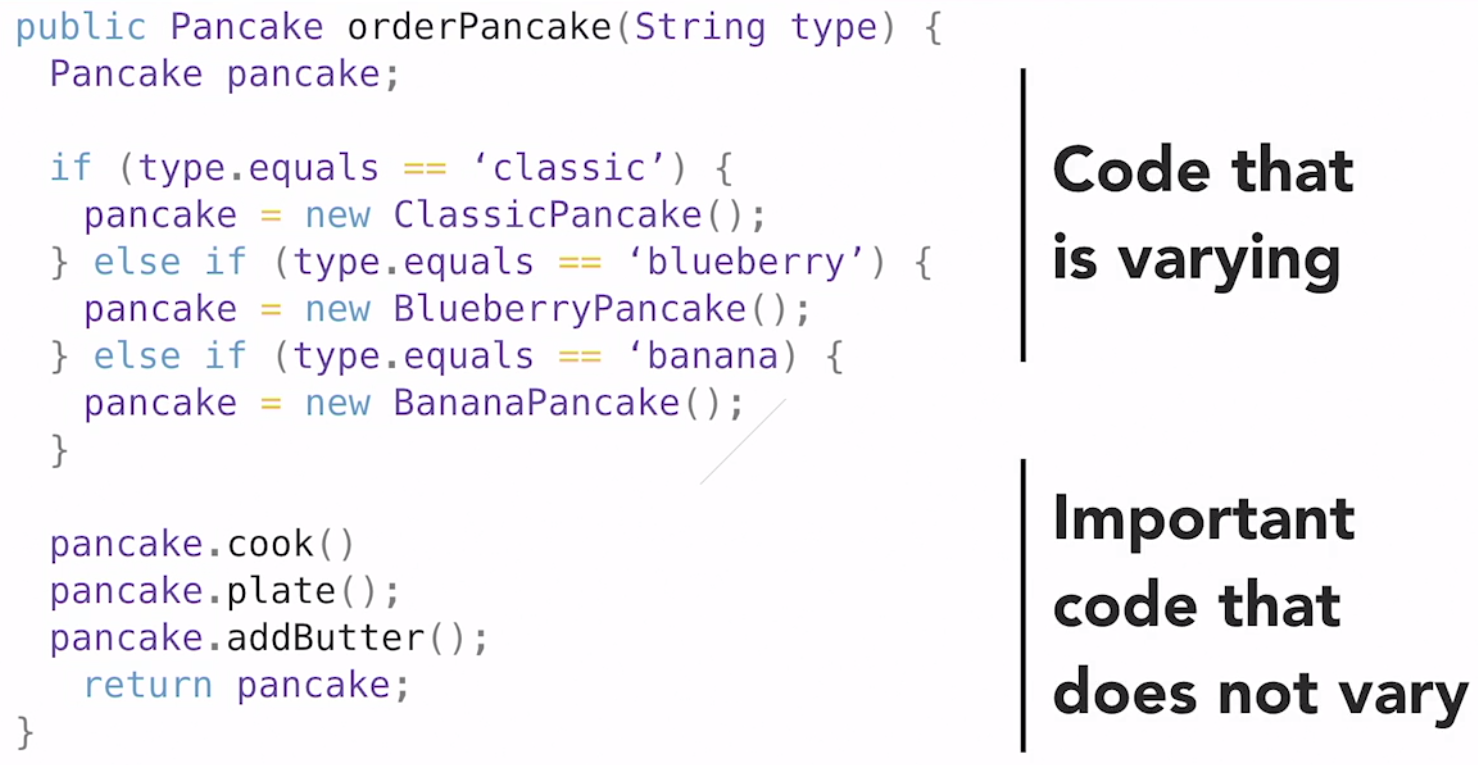 public Pancake orderPancake(String type) {
Pancake pancake;
if (type.equals == ‘classic’) {
pancake = new ClassicPancake();
} else if (type.equals == ‘blueberry’) {
pancake = new BlueberryPancake();
} else if (type.equals == ‘banana) {
pancake = new BananaPancake();
}
pancake.cook()
pancake.plate();
pancake.addButter();
return pancake;
}
Code that
is varying
Important
code that
does not vary